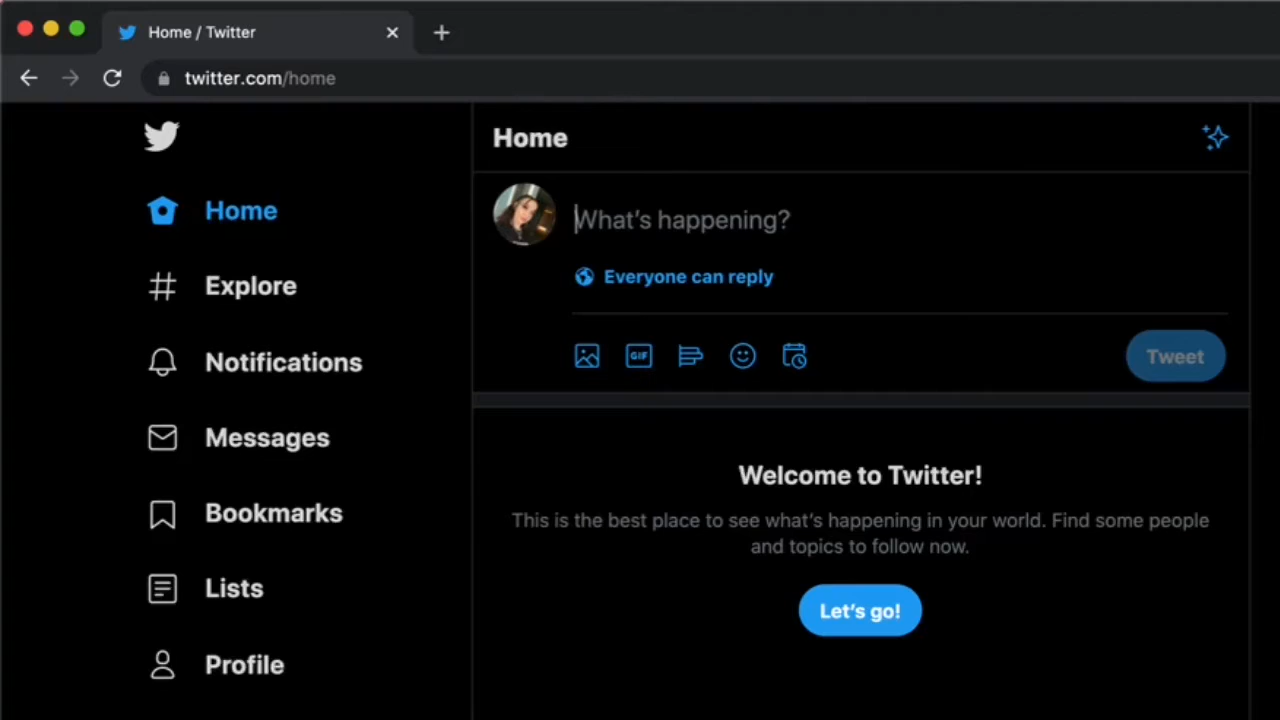 Home / Twitter
twitter.com/home
Home
Home
What's happening?
Explore
Everyone can reply
Notifications
GIF
Tweet
Messages
Welcome to Twitter!
Bookmarks
This is the best place to see what's happening in your world. Find some people
and topics to follow now.
Lists
Let's go!
Profile